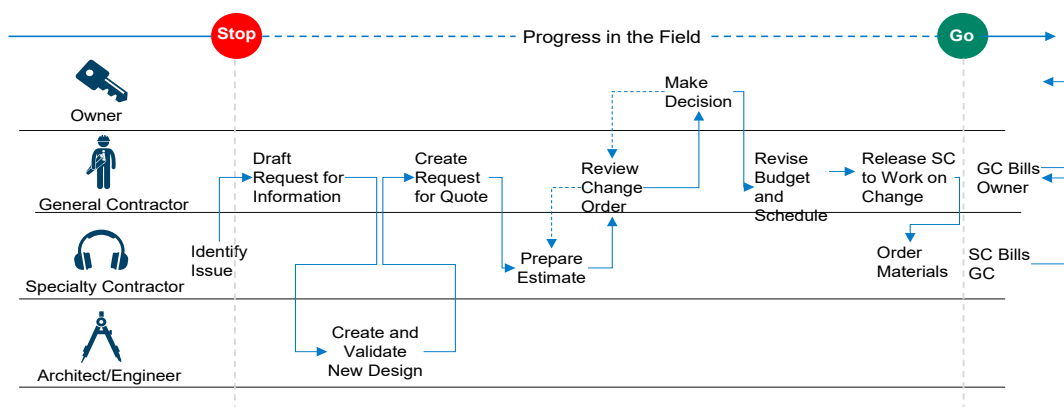 Stop
Progress in the Field
Go
Owner
Make
Decision
General Contractor
Draft
Request for
Information
Create
Request
for Quote
Review
Change
Order
Revise
Budget
and
Schedule
Release SC
to Work on
Change
GC Bills
Owner
Specialty Contractor
Identify
Issue
Prepare
Estimate
Order
Materials
SC Bills
GC
Architect/Engineer
Create and
Validate
New Design